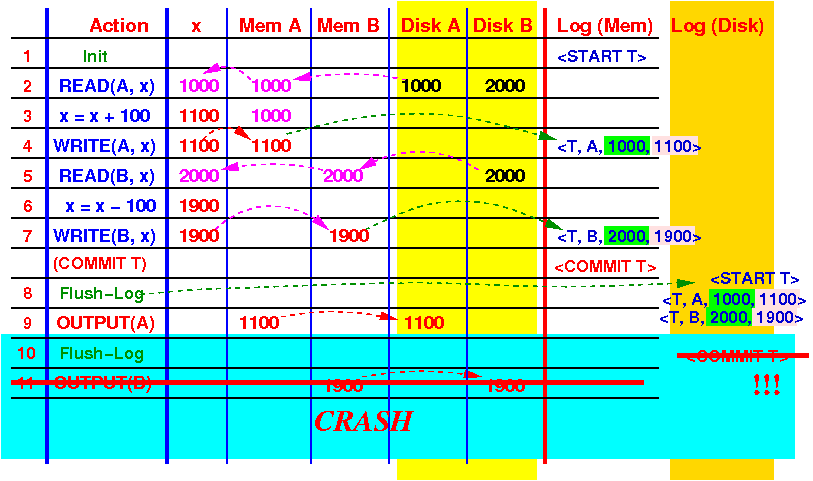 Action x Mem A Mem B Disk A Disk B Log (Mem) Log (Disk)
1 Init <START T>
2 READ(A, x) 1000 1000 1000 2000
3 x = x + 100 1100 1000
4 WRITE(A, x) 1100 1100 <T, A, 1000, 1100>
5 READ(B, x) 2000 2000 2000
6 x = x − 100 1900
7 WRITE(B, x) 1900 1900 <T, B, 2000, 1900>
(COMMIT T) <COMMIT T>
<START T>
8 Flush−Log <T, A, 1000, 1100>
<T, B, 2000, 1900>
9 OUTPUT(A) 1100 1100
10 Flush−Log <COMMIT T>
11 OUTPUT(B) 1900 1900 !!!
CRASH